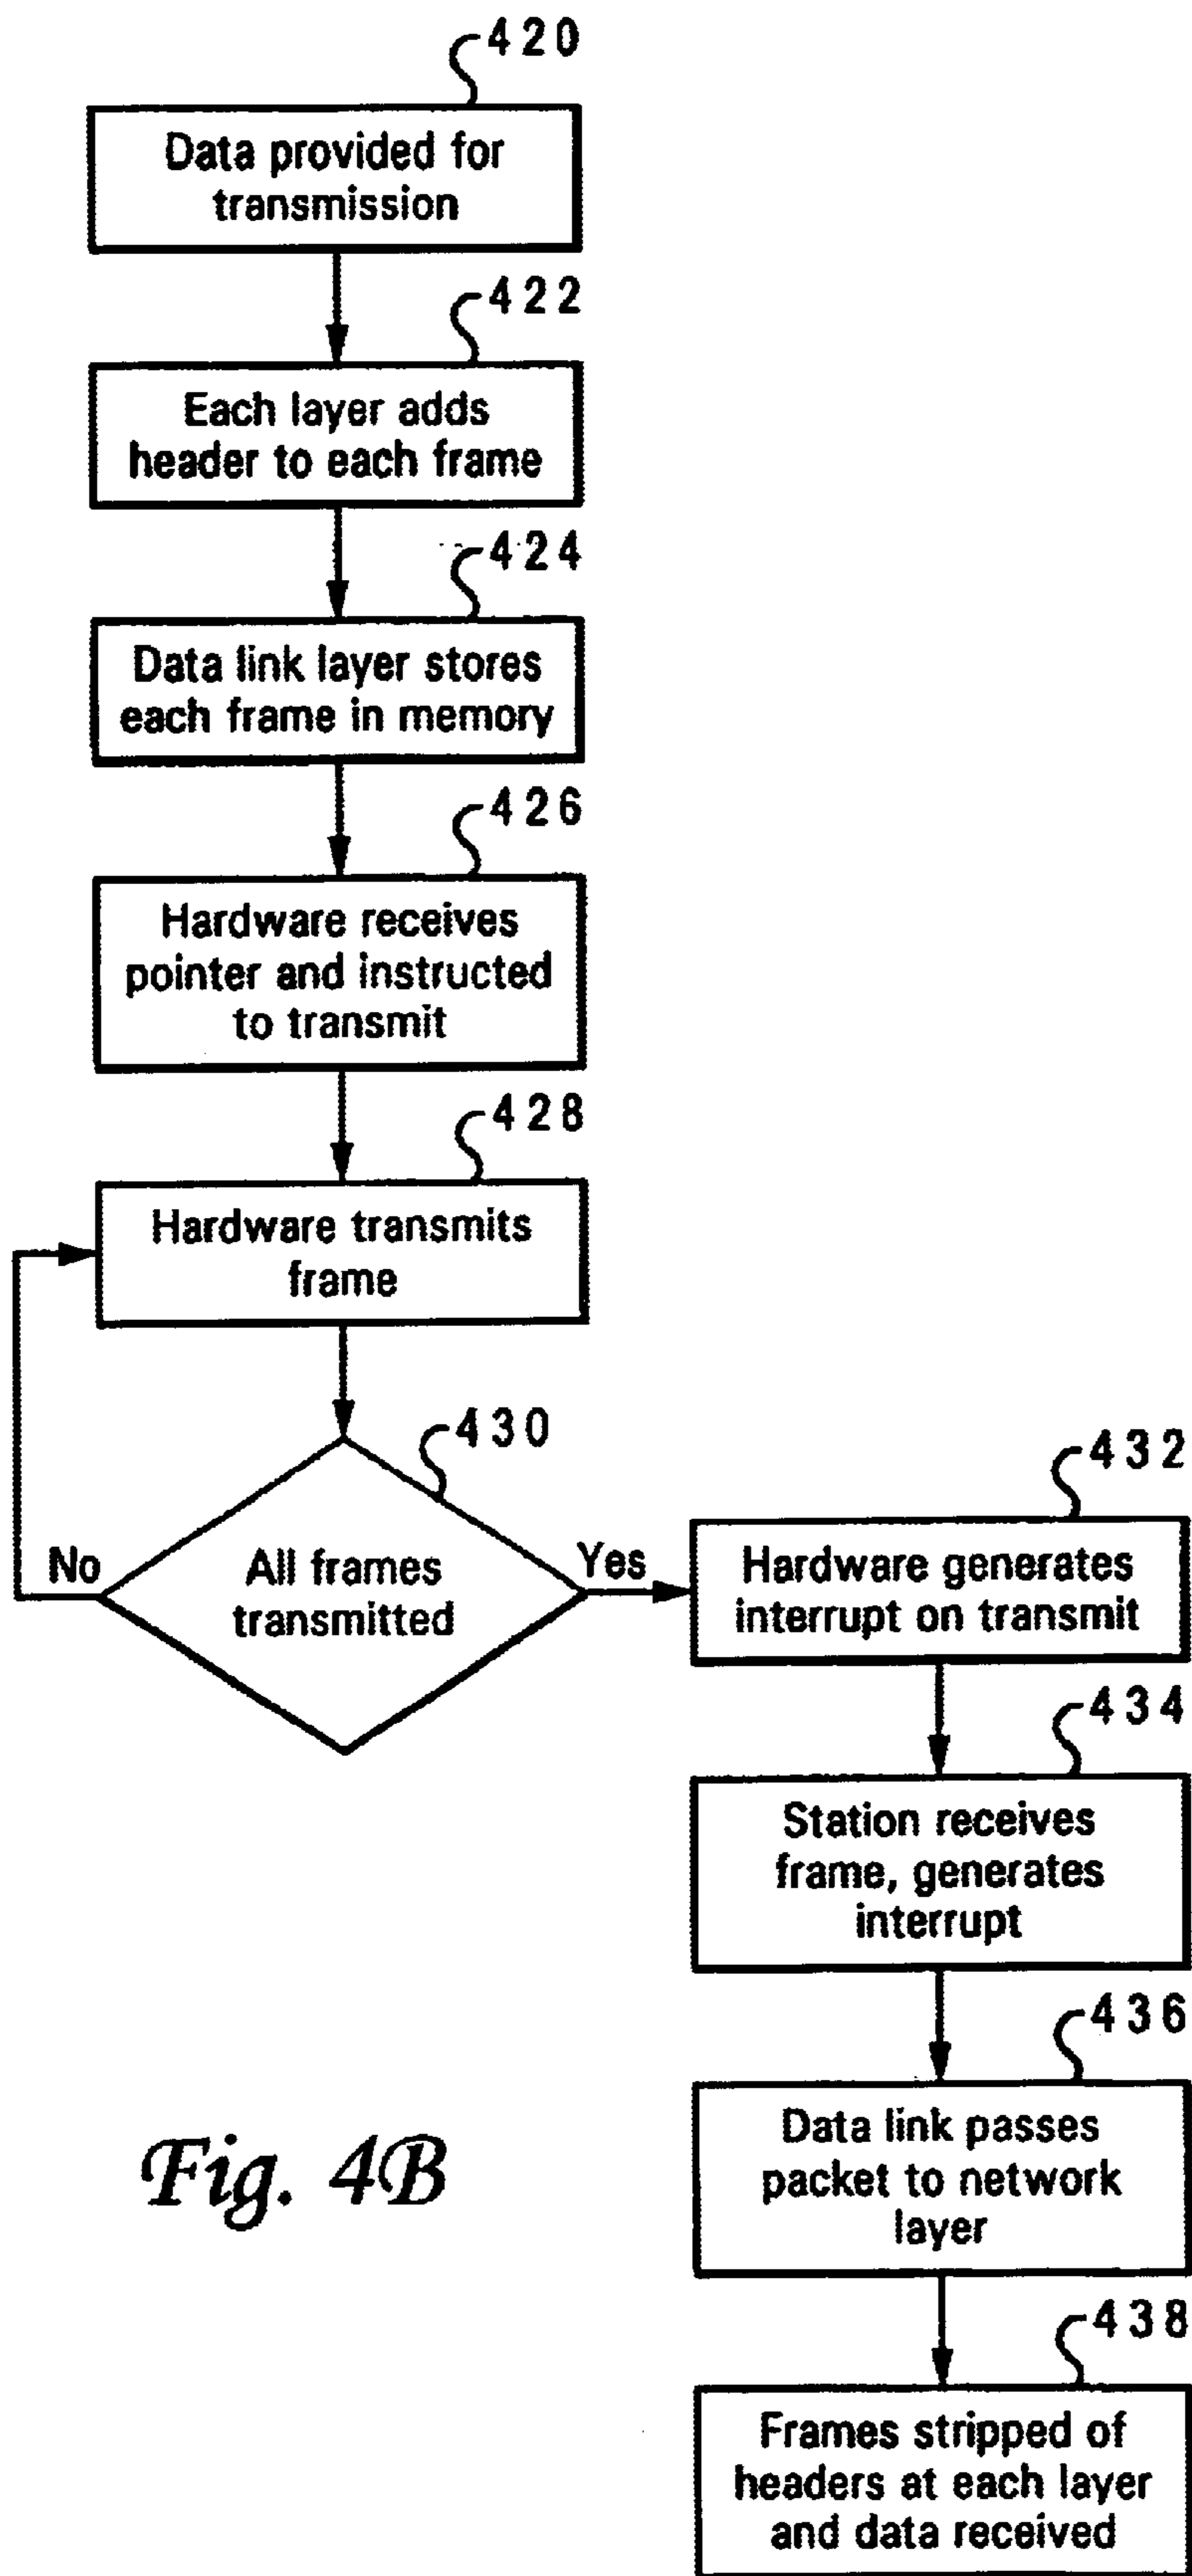 420
Data provided for
transmission
422
Each layer adds
header to each frame
424
Data link layer stores
each frame in memory
426
Hardware receives
pointer and instructed
to transmit
428
Hardware transmits
frame
430
All frames
transmitted
No
Yes
432
Hardware generates
interrupt on transmit
434
Station receives
frame, generates
interrupt
436
Data link passes
packet to network
layer
438
Frames stripped of
headers at each layer
and data received
Fig. 4B